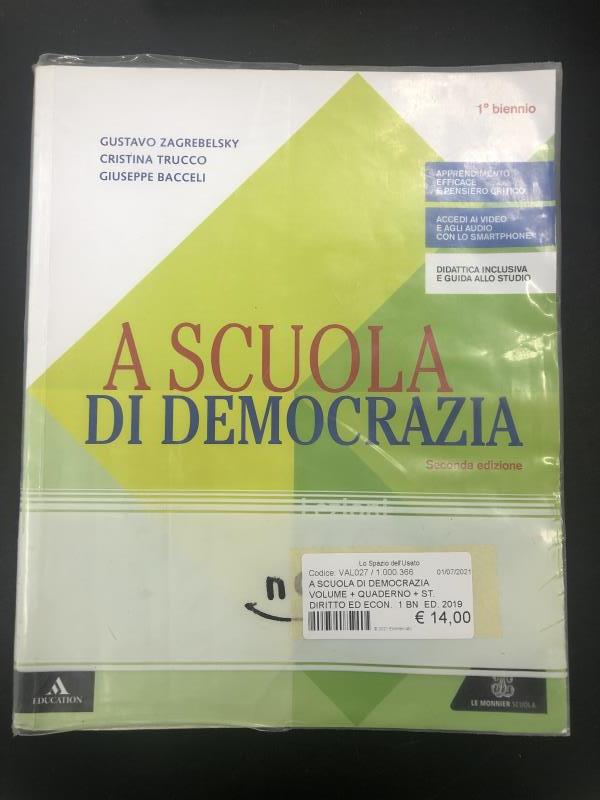 1° biennio
GUSTAVO ZAGREBELSKY
CRISTINA TRUCCO
GIUSEPPE BACCELI
APPRENDIMENTO
EFFICACE
E PENSIERO CRITICO
ACCEDI AI VIDEO
E AGLI AUDIO
CON LO SMARTPHONE
DIDATTICA INCLUSIVA
E GUIDA ALLO STUDIO
A SCUOLA
DI DEMOCRAZIA
Seconda edizione
Lezioni
Lo Spazio dell'Usato
Codice: VAL027 / 1.000.366 01/07/2021
A SCUOLA DI DEMOCRAZIA
VOLUME + QUADERNO + ST.
DIRITTO ED ECON. 1 BN ED. 2019
€ 14,00
EDUCATION
LE MONNIER SCUOLA